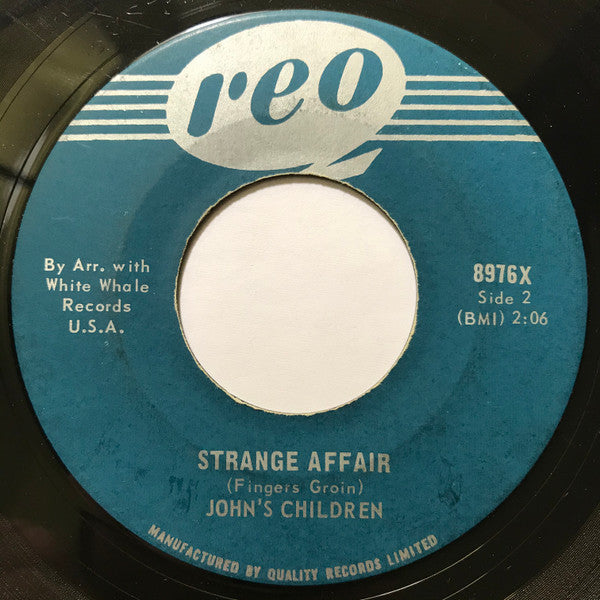 reo
By Arr. with
White Whale
Records
U.S.A.
8976X
Side 2
(BMI) 2:06
STRANGE AFFAIR
(Fingers Groin)
JOHN'S CHILDREN
MANUFACTURED BY QUALITY RECORDS LIMITED